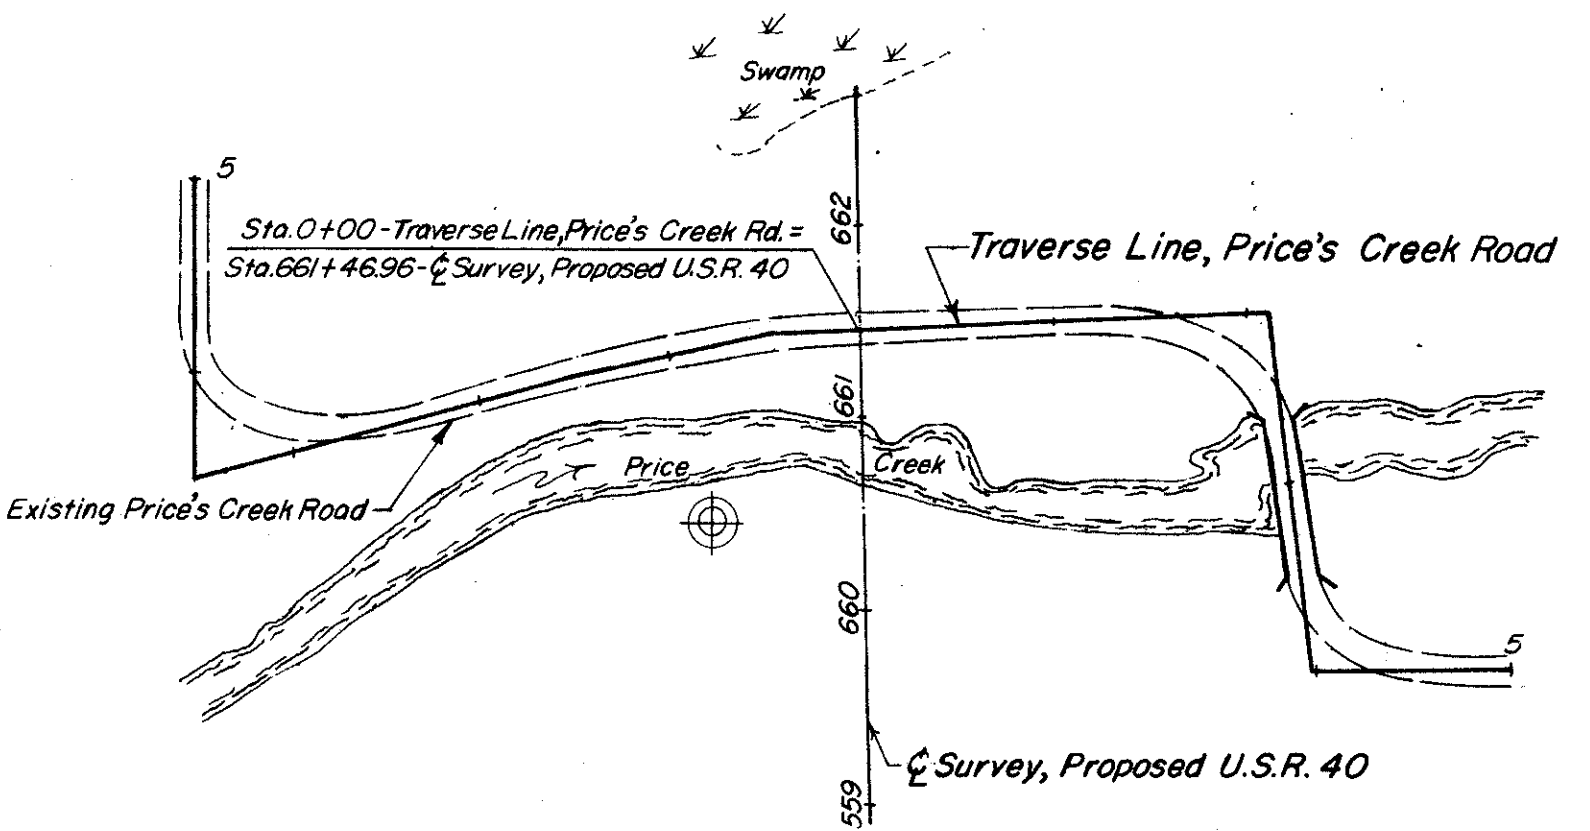 Swamp
5
662
Sta.0+00-Traverse Line, Price's Creek Rd.=
Sta.661+46.96-℄ Survey, Proposed U.S.R. 40
Traverse Line, Price's Creek Road
661
Price Creek
Existing Price's Creek Road
660
5
℄ Survey, Proposed U.S.R. 40
559